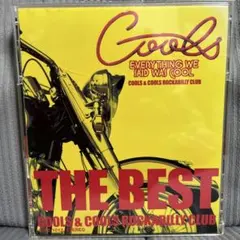 Cools
EVERYTHING WE
DID WAS COOL
COOLS & COOLS ROCKABILLY CLUB
THE BEST
COOLS & COOLS ROCKABILLY CLUB